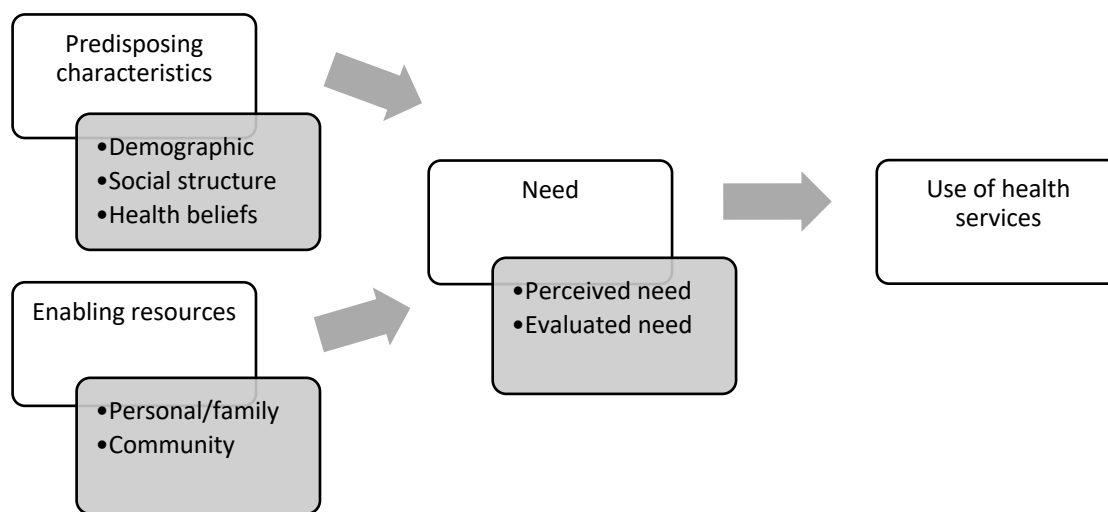 Predisposing
characteristics
•Demographic
•Social structure
•Health beliefs
Enabling resources
•Personal/family
•Community
Need
•Perceived need
•Evaluated need
Use of health
services